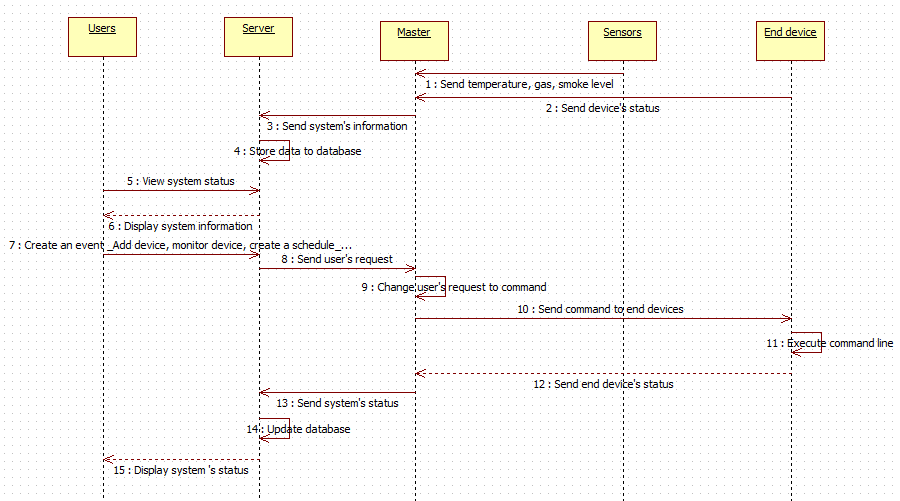 Users
Server
Master
Sensors
End device
1 : Send temperature, gas, smoke level
2 : Send device's status
3 : Send system's information
4 : Store data to database
5 : View system status
6 : Display system information
7 : Create an event _Add device, monitor device, create a schedule_...
8 : Send user's request
9 : Change user's request to command
10 : Send command to end devices
11 : Execute command line
12 : Send end device's status
13 : Send system's status
14 : Update database
15 : Display system 's status